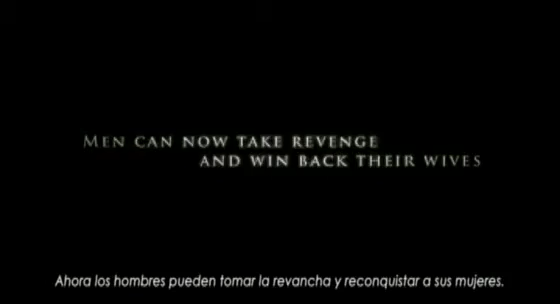 MEN CAN NOW TAKE REVENGE
AND WIN BACK THEIR WIVES
Ahora los hombres pueden tomar la revancha y reconquistar a sus mujeres.